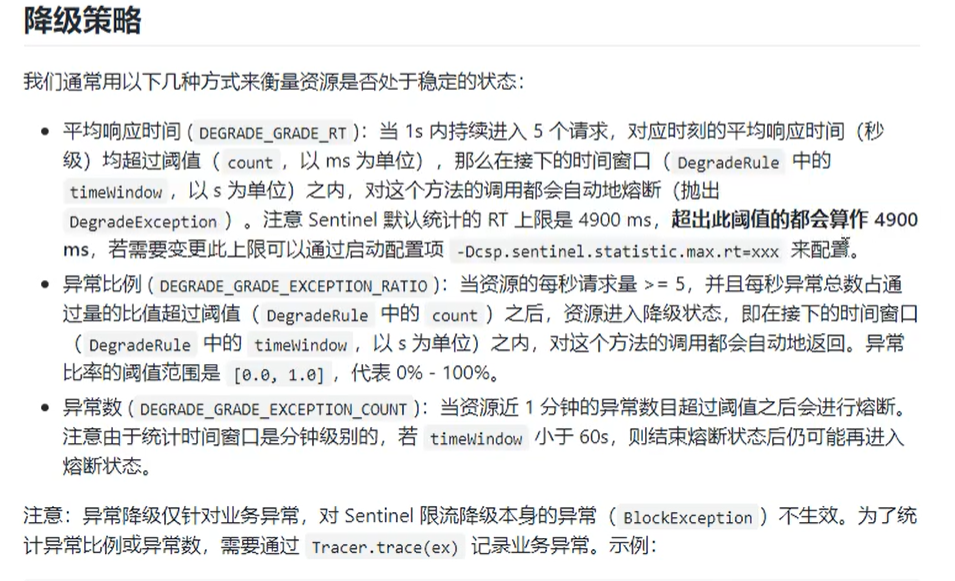 降级策略
我们通常用以下几种方式来衡量资源是否处于稳定的状态：
• 平均响应时间 ( DEGRADE_GRADE_RT )：当 1s 内持续进入 5 个请求，对应时刻的平均响应时间（秒
级）均超过阈值（ count ，以 ms 为单位），那么在接下的时间窗口（ DegradeRule 中的
timeWindow ，以 s 为单位）之内，对这个方法的调用都会自动地熔断（抛出
DegradeException ）。注意 Sentinel 默认统计的 RT 上限是 4900 ms，超出此阈值的都会算作 4900
ms，若需要变更此上限可以通过启动配置项 -Dcsp.sentinel.statistic.max.rt=xxx 来配置。
• 异常比例 ( DEGRADE_GRADE_EXCEPTION_RATIO )：当资源的每秒请求量 >= 5，并且每秒异常总数占通
过量的比值超过阈值（ DegradeRule 中的 count ）之后，资源进入降级状态，即在接下的时间窗口
（ DegradeRule 中的 timeWindow ，以 s 为单位）之内，对这个方法的调用都会自动地返回。异常
比率的阈值范围是 [0.0, 1.0] ，代表 0% - 100%。
• 异常数 ( DEGRADE_GRADE_EXCEPTION_COUNT )：当资源近 1 分钟的异常数目超过阈值之后会进行熔断。
注意由于统计时间窗口是分钟级别的，若 timeWindow 小于 60s，则结束熔断状态后仍可能再进入
熔断状态。
注意：异常降级仅针对业务异常，对 Sentinel 限流降级本身的异常（ BlockException ）不生效。为了统
计异常比例或异常数，需要通过 Tracer.trace(ex) 记录业务异常。示例：